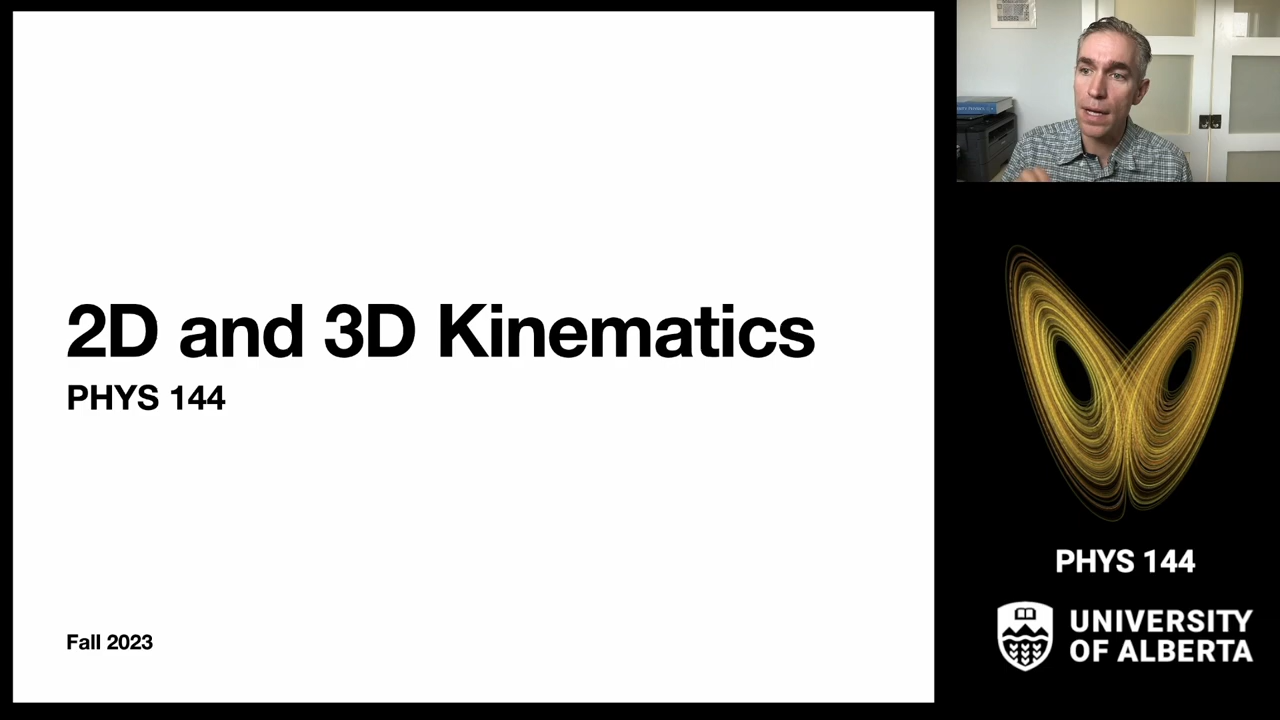 2D and 3D Kinematics
PHYS 144
Fall 2023
PHYS 144
UNIVERSITY
OF ALBERTA